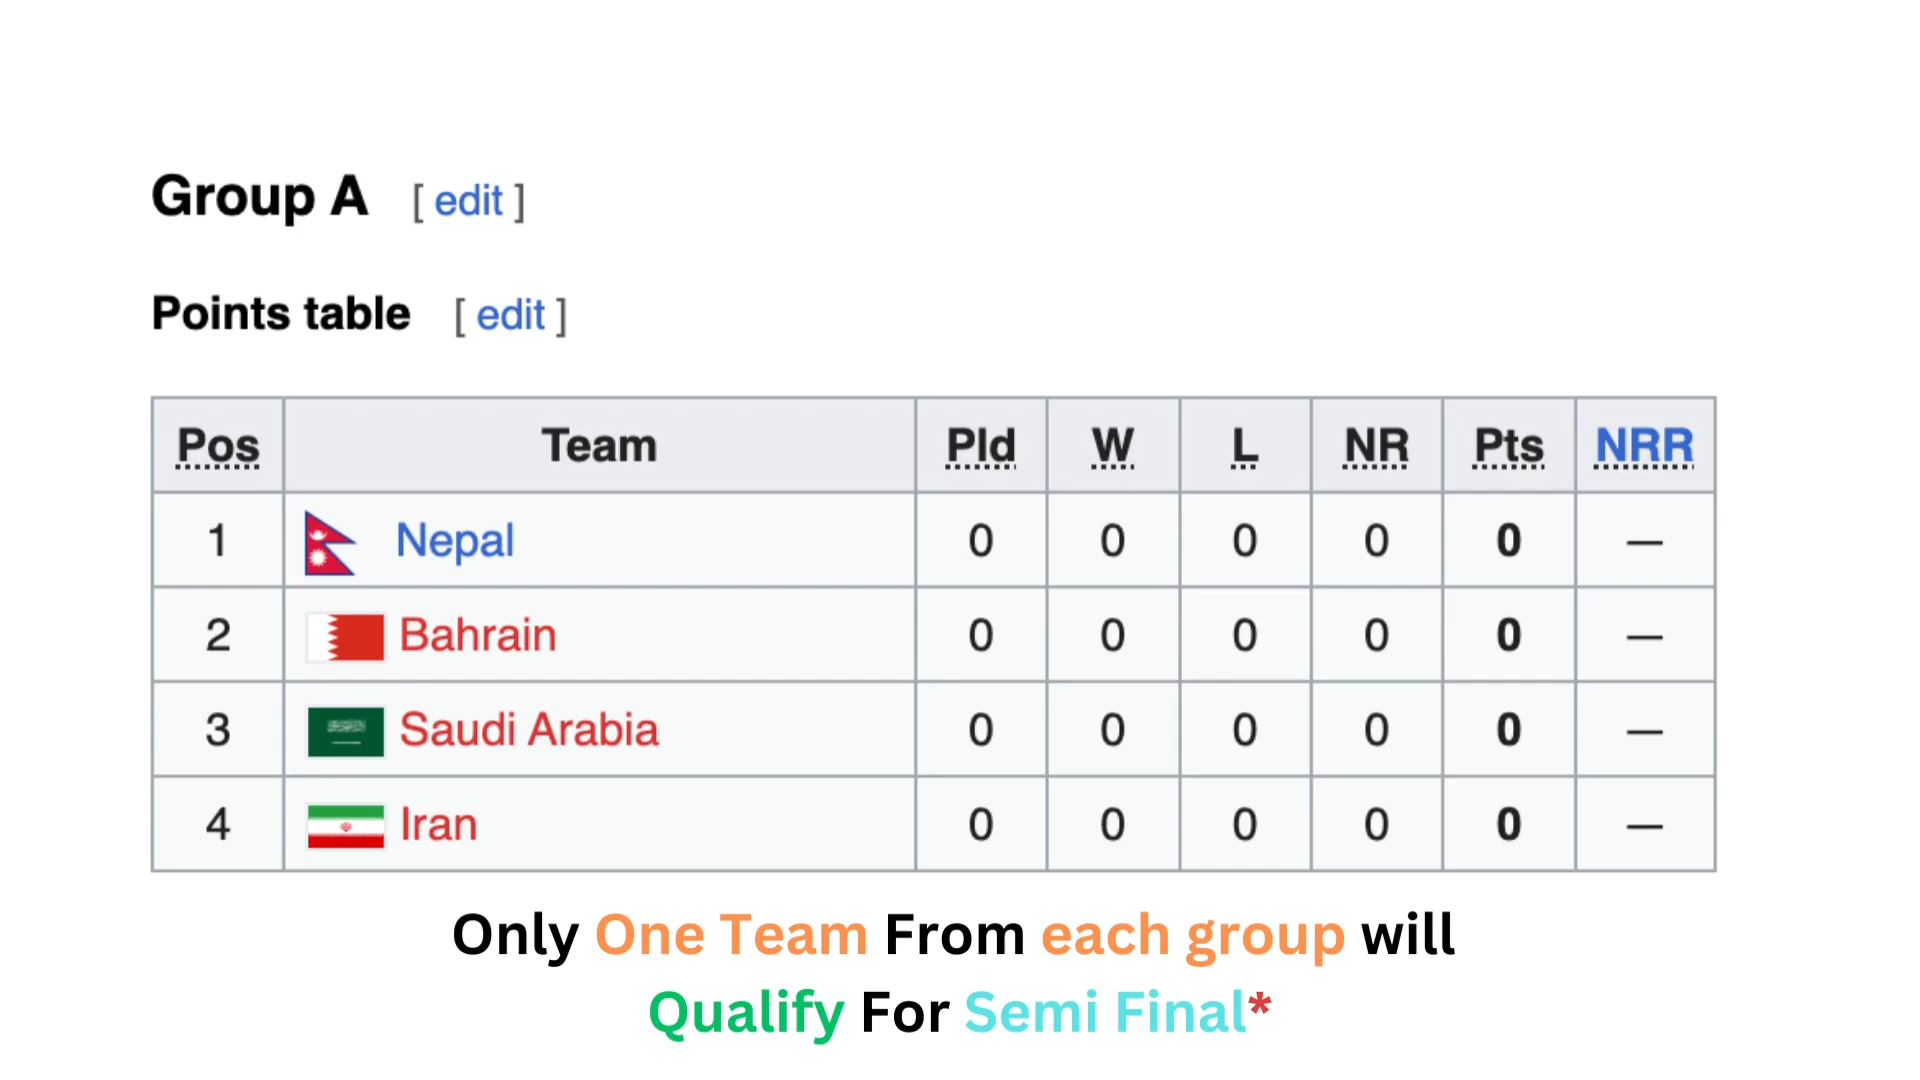 Group A [ edit ]
Points table [ edit ]
Pos Team Pld W L NR Pts NRR
1 Nepal 0 0 0 0 0 —
2 Bahrain 0 0 0 0 0 —
3 Saudi Arabia 0 0 0 0 0 —
4 Iran 0 0 0 0 0 —
Only One Team From each group will
Qualify For Semi Final*